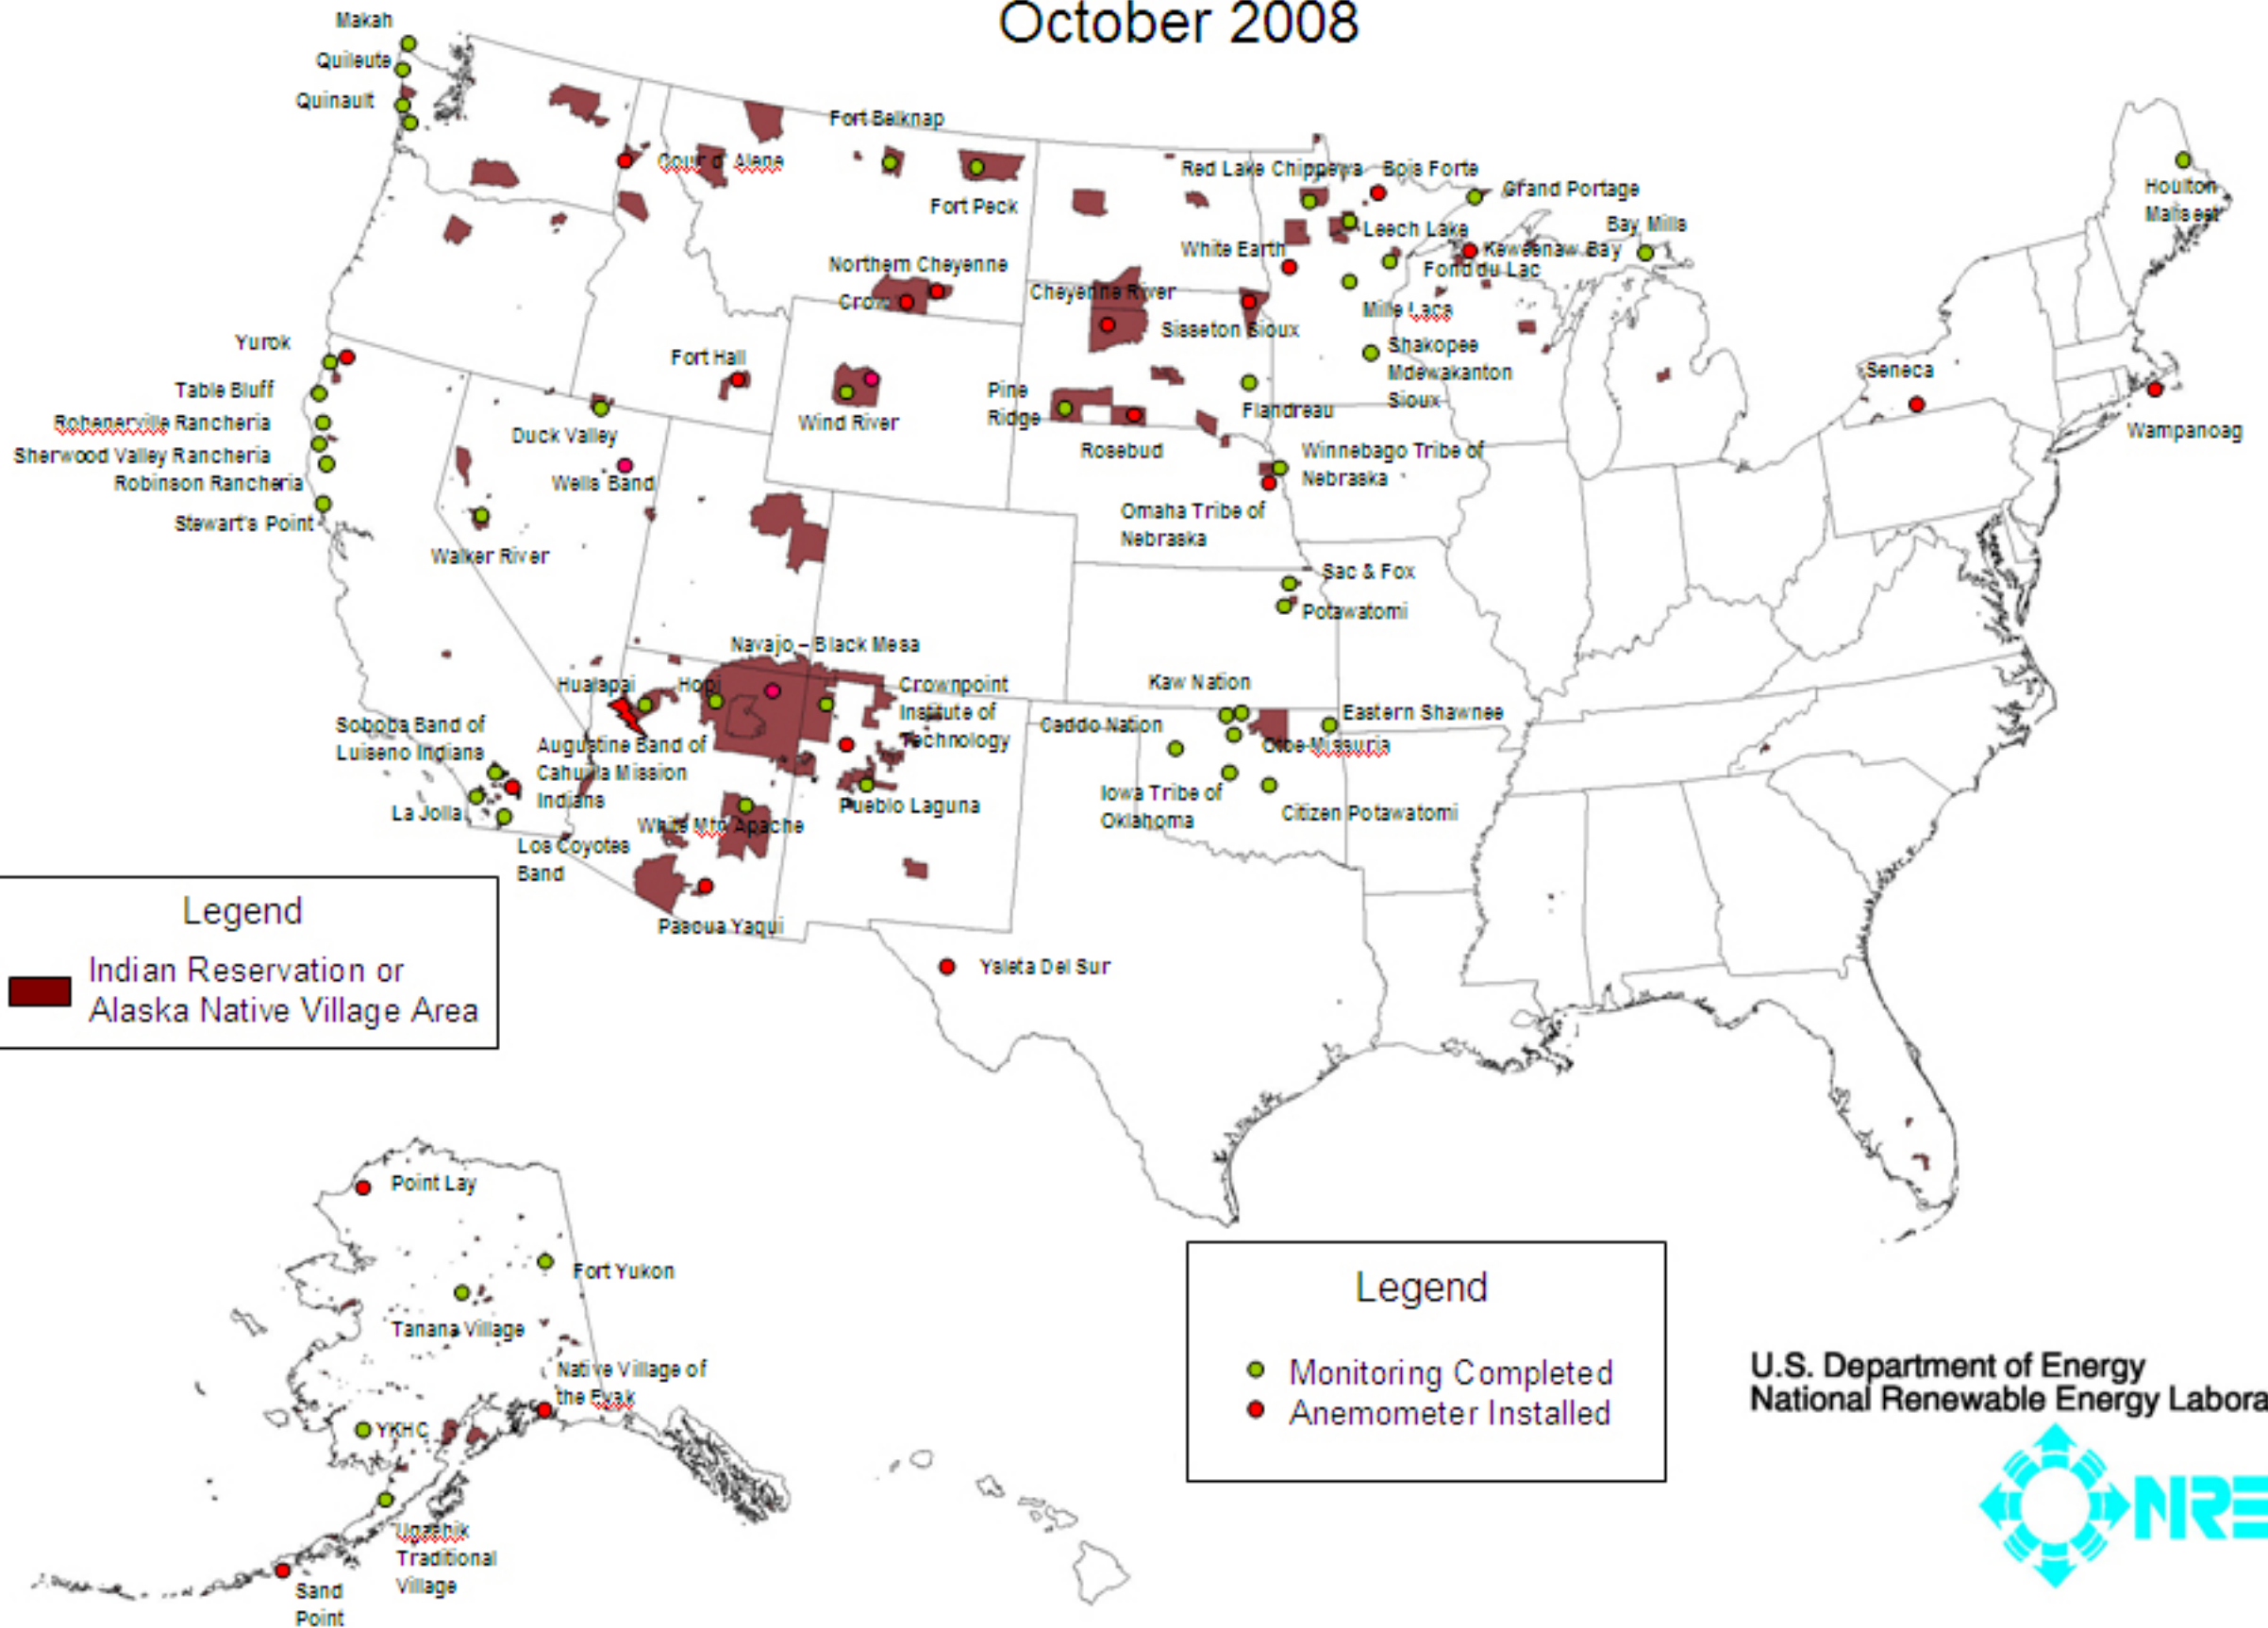 October 2008
Makah
Quileute
Quinault
Cour d' Alene
Fort Belknap
Fort Peck
Northern Cheyenne
Crow
Red Lake Chippewa
Bois Forte
Grand Portage
Leech Lake
Bay Mills
White Earth
Keweenaw Bay
Fond du Lac
Cheyenne River
Mille Lacs
Sisseton Sioux
Houlton
Maliseet
Yurok
Table Bluff
Rohnerville Rancheria
Sherwood Valley Rancheria
Robinson Rancheria
Stewart's Point
Fort Hall
Wind River
Duck Valley
Wells Band
Walker River
Pine
Ridge
Rosebud
Flandreau
Shakopee
Mdewakanton
Sioux
Seneca
Wampanoag
Winnebago Tribe of
Nebraska
Omaha Tribe of
Nebraska
Sac & Fox
Potawatomi
Navajo – Black Mesa
Hualapai
Hopi
Crownpoint
Institute of
Technology
Kaw Nation
Caddo Nation
Eastern Shawnee
Otoe-Missuria
Soboba Band of
Luiseno Indians
Augustine Band of
Cahuilla Mission
Indians
La Jolla
Los Coyotes
Band
White Mtn Apache
Pueblo Laguna
Iowa Tribe of
Oklahoma
Citizen Potawatomi
Pascua Yaqui
Ysleta Del Sur
Legend
Indian Reservation or
Alaska Native Village Area
Point Lay
Fort Yukon
Tanana Village
Native Village of
the Eyak
YKHC
Ugashik
Traditional
Village
Sand
Point
Legend
Monitoring Completed
Anemometer Installed
U.S. Department of Energy
National Renewable Energy Labora
NRE